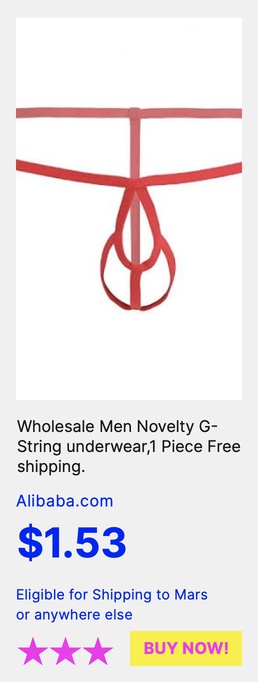 Wholesale Men Novelty G-
String underwear,1 Piece Free
shipping.
Alibaba.com
$1.53
Eligible for Shipping to Mars
or anywhere else
BUY NOW!